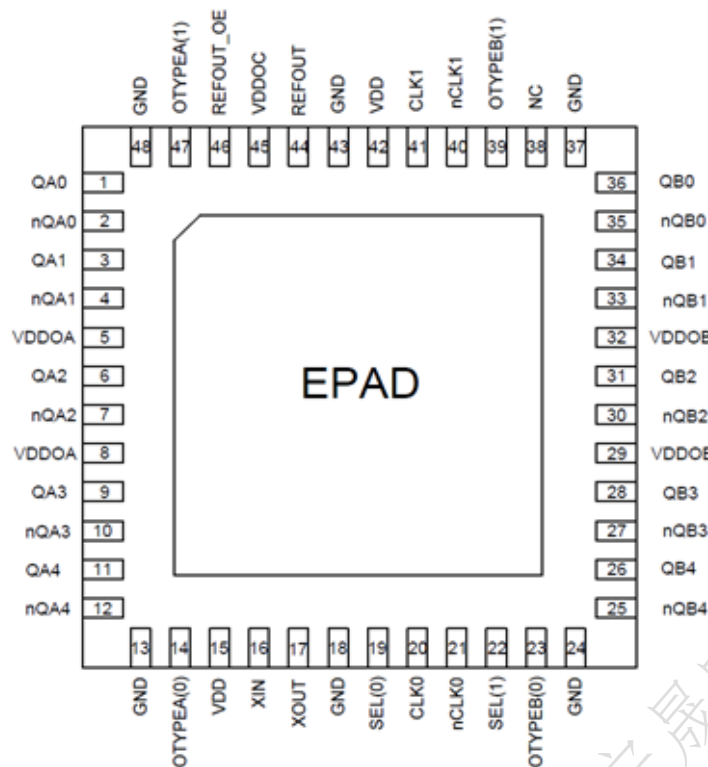 GND OTYPEA(1) REFOUT_OE VDDOC REFOUT GND VDD CLK1 nCLK1 OTYPEB(1) NC GND
48 47 46 45 44 43 42 41 40 39 38 37
QA0 1 36 QB0
nQA0 2 35 nQB0
QA1 3 34 QB1
nQA1 4 33 nQB1
VDDOA 5 32 VDDOB
QA2 6 31 QB2
EPAD
nQA2 7 30 nQB2
VDDOA 8 29 VDDOB
QA3 9 28 QB3
nQA3 10 27 nQB3
QA4 11 26 QB4
nQA4 12 25 nQB4
13 14 15 16 17 18 19 20 21 22 23 24
GND OTYPEA(0) VDD XIN XOUT GND SEL(0) CLK0 nCLK0 SEL(1) OTYPEB(0) GND
晟